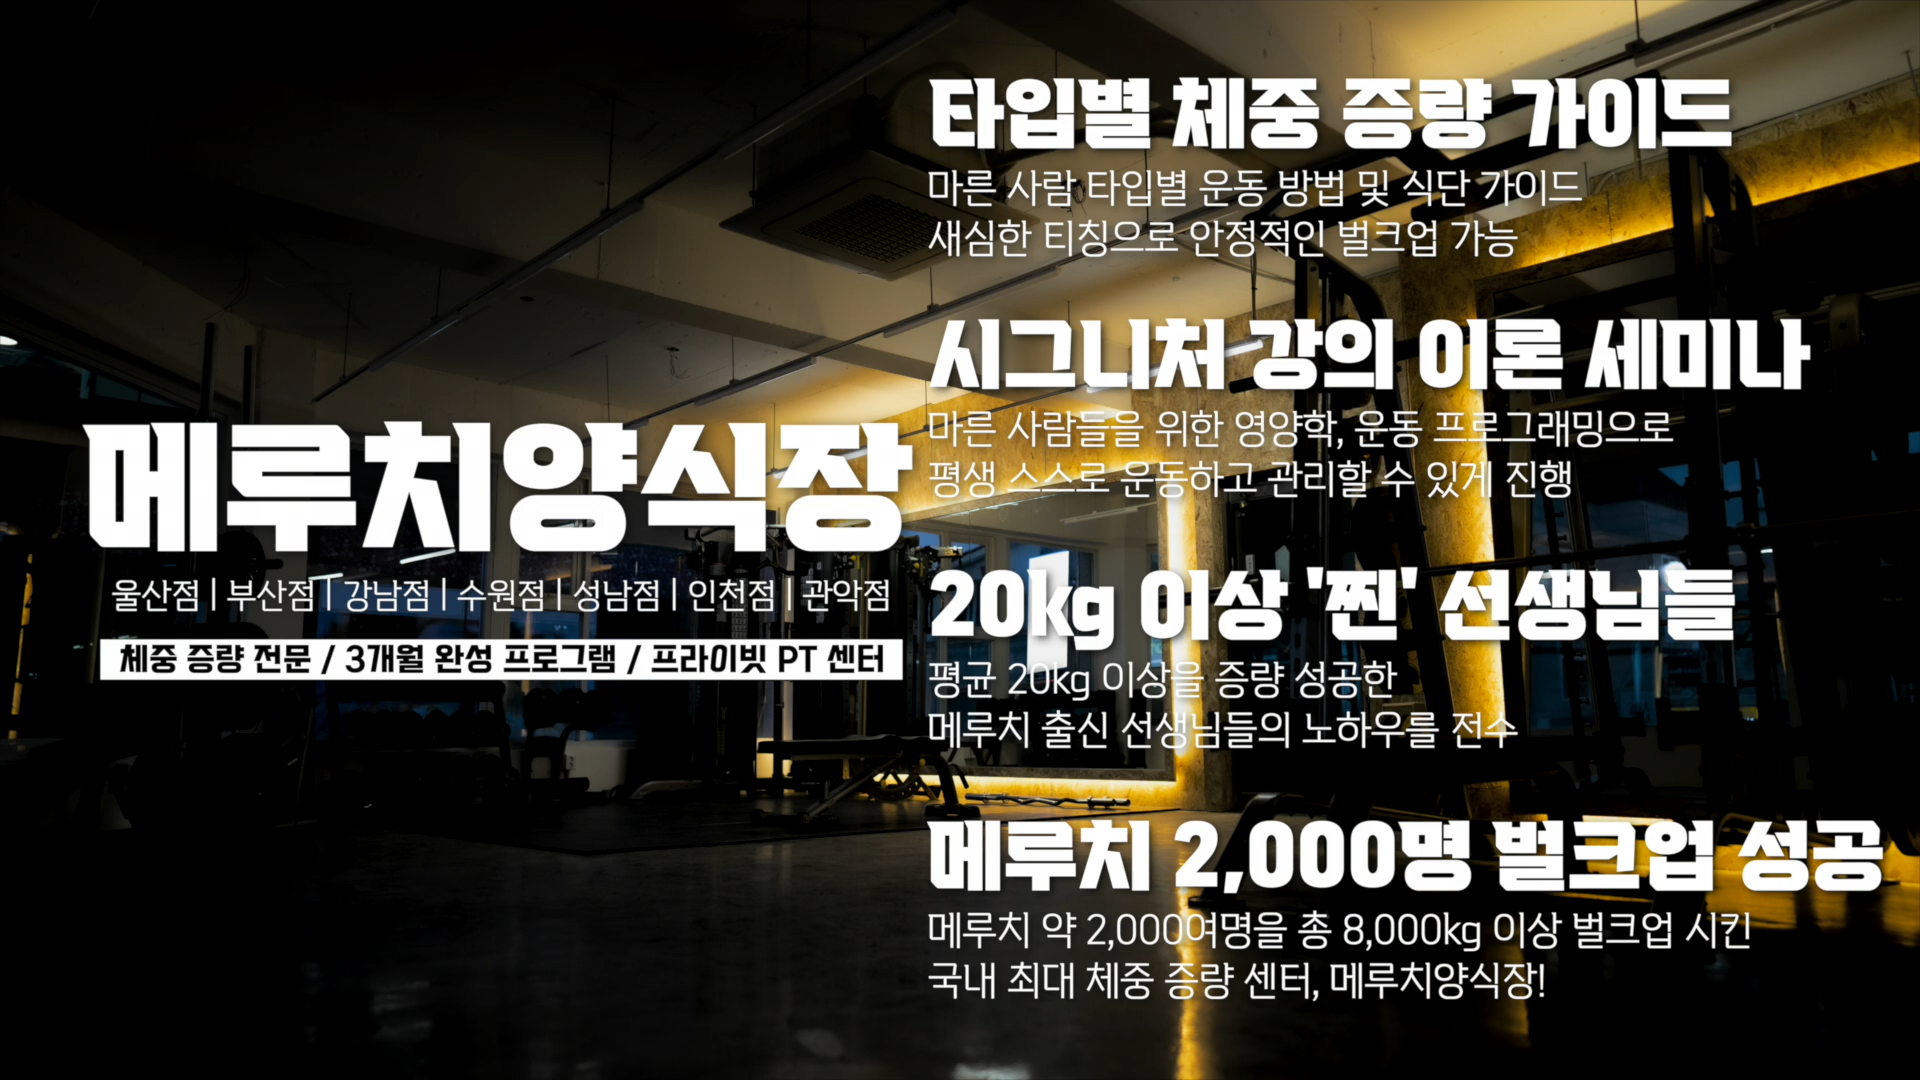 메루치양식장
울산점 | 부산점 | 강남점 | 수원점 | 성남점 | 인천점 | 관악점
체중 증량 전문 / 3개월 완성 프로그램 / 프라이빗 PT 센터
타입별 체중 증량 가이드
마른 사람 타입별 운동 방법 및 식단 가이드
새심한 티칭으로 안정적인 벌크업 가능
시그니처 강의 이론 세미나
마른 사람들을 위한 영양학, 운동 프로그래밍으로
평생 스스로 운동하고 관리할 수 있게 진행
20kg 이상 '찐' 선생님들
평균 20kg 이상을 증량 성공한
메루치 출신 선생님들의 노하우를 전수
메루치 2,000명 벌크업 성공
메루치 약 2,000여명을 총 8,000kg 이상 벌크업 시킨
국내 최대 체중 증량 센터, 메루치양식장!